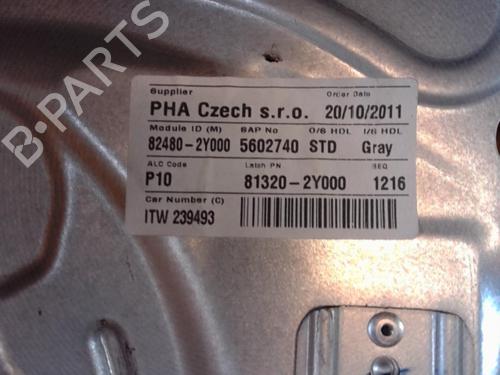 B-PARTS
Supplier Order Date
PHA Czech s.r.o. 20/10/2011
Module ID (M) SAP No O/S HDL I/S HDL
82480-2Y000 5602740 STD Gray
ALC Code Latch PN SEQ
P10 81320-2Y000 1216
Car Number (C)
ITW 239493